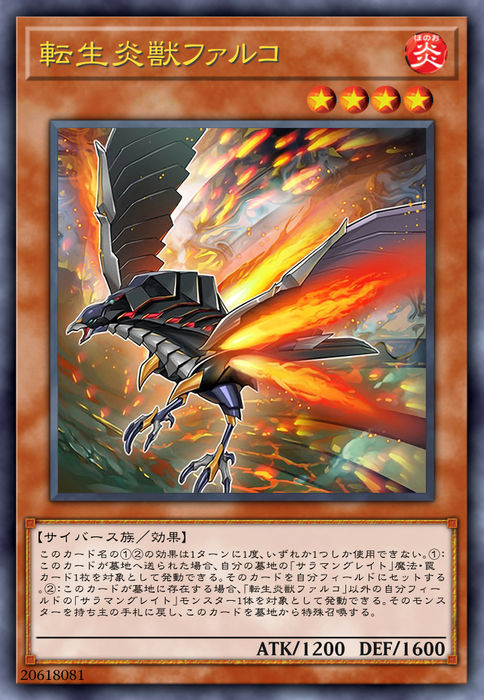 転生炎獣ファルコ
ほのお
炎
【サイバース族／効果】
このカード名の①②の効果は1ターンに1度、いずれか1つしか使用できない。①:
このカードが墓地へ送られた場合、自分の墓地の「サラマングレイト」魔法・罠
カード1枚を対象として発動できる。そのカードを自分フィールドにセットする
。②:このカードが墓地に存在する場合、「転生炎獣ファルコ」以外の自分フィー
ルドの「サラマングレイト」モンスター1体を対象として発動できる。そのモンス
ターを持ち主の手札に戻し、このカードを墓地から特殊召喚する。
ATK/1200 DEF/1600
20618081